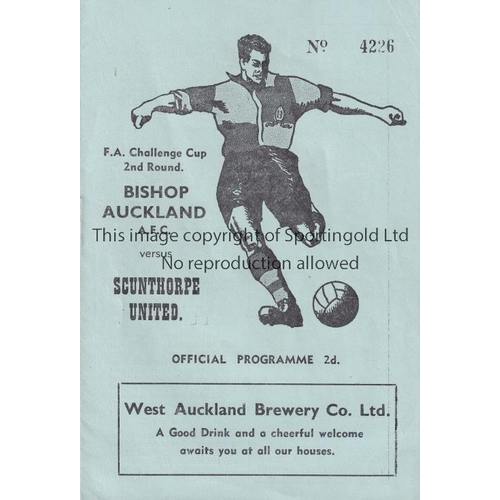 Nº 4226
F.A. Challenge Cup
2nd Round.
BISHOP
AUCKLAND
A.F.C.
versus
SCUNTHORPE
UNITED.
This image copyright of Sportingold Ltd
No reproduction allowed
OFFICIAL PROGRAMME 2d.
West Auckland Brewery Co. Ltd.
A Good Drink and a cheerful welcome
awaits you at all our houses.